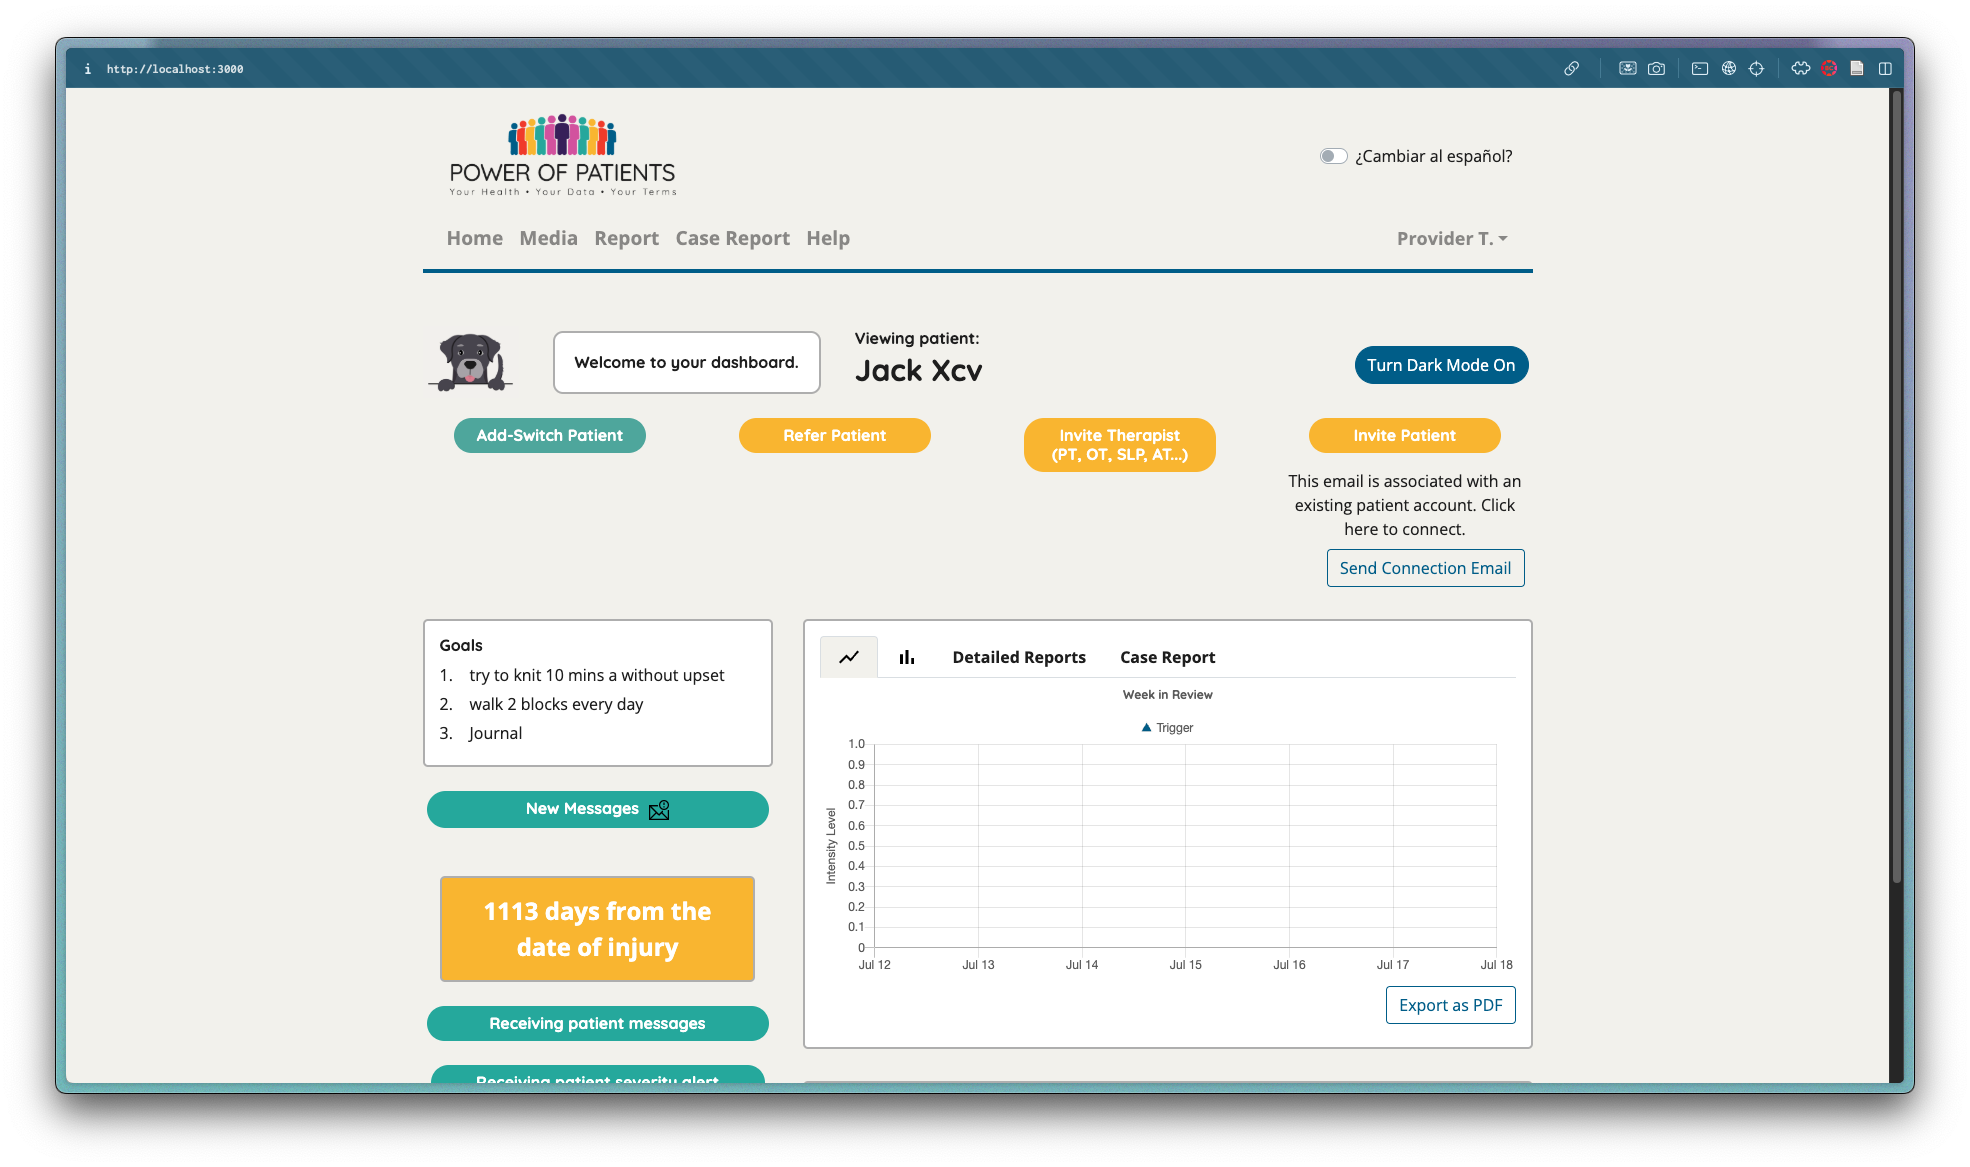 i http://localhost:3000
POWER OF PATIENTS
Your Health • Your Data • Your Terms
¿Cambiar al español?
Home Media Report Case Report Help
Provider T.
Welcome to your dashboard.
Viewing patient:
Jack Xcv
Turn Dark Mode On
Add-Switch Patient
Refer Patient
Invite Therapist
(PT, OT, SLP, AT...)
Invite Patient
This email is associated with an
existing patient account. Click
here to connect.
Send Connection Email
Goals
1. try to knit 10 mins a without upset
2. walk 2 blocks every day
3. Journal
New Messages
1113 days from the
date of injury
Receiving patient messages
Receiving patient severity alert
Detailed Reports
Case Report
Week in Review
Trigger
Intensity Level
1.0
0.9
0.8
0.7
0.6
0.5
0.4
0.3
0.2
0.1
0
Jul 12 Jul 13 Jul 14 Jul 15 Jul 16 Jul 17 Jul 18
Export as PDF